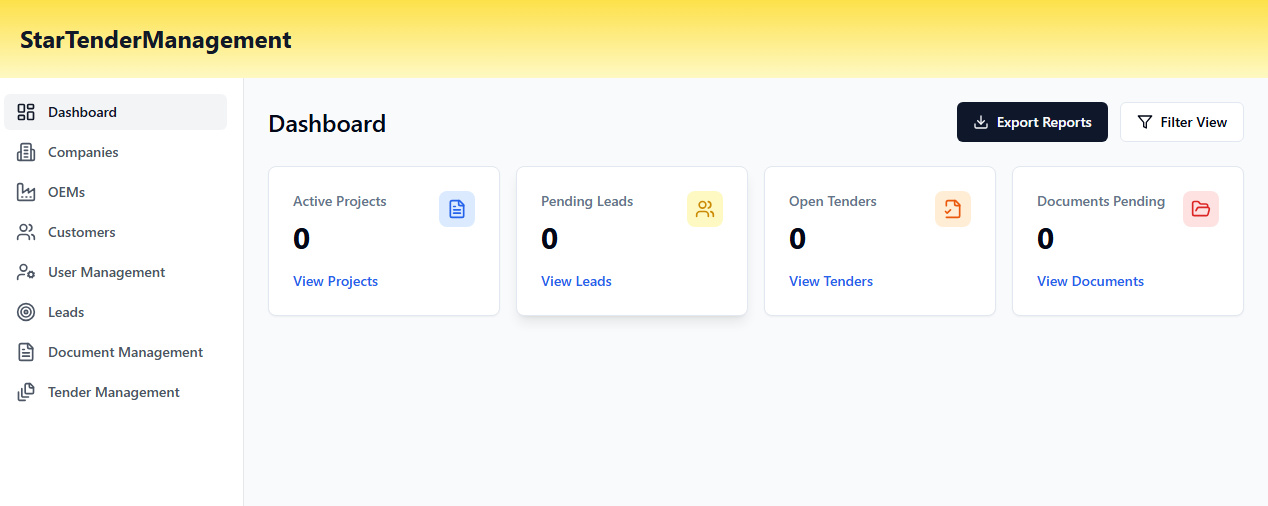 StarTenderManagement
Dashboard
Companies
OEMs
Customers
User Management
Leads
Document Management
Tender Management
Dashboard
Export Reports
Filter View
Active Projects
0
View Projects
Pending Leads
0
View Leads
Open Tenders
0
View Tenders
Documents Pending
0
View Documents